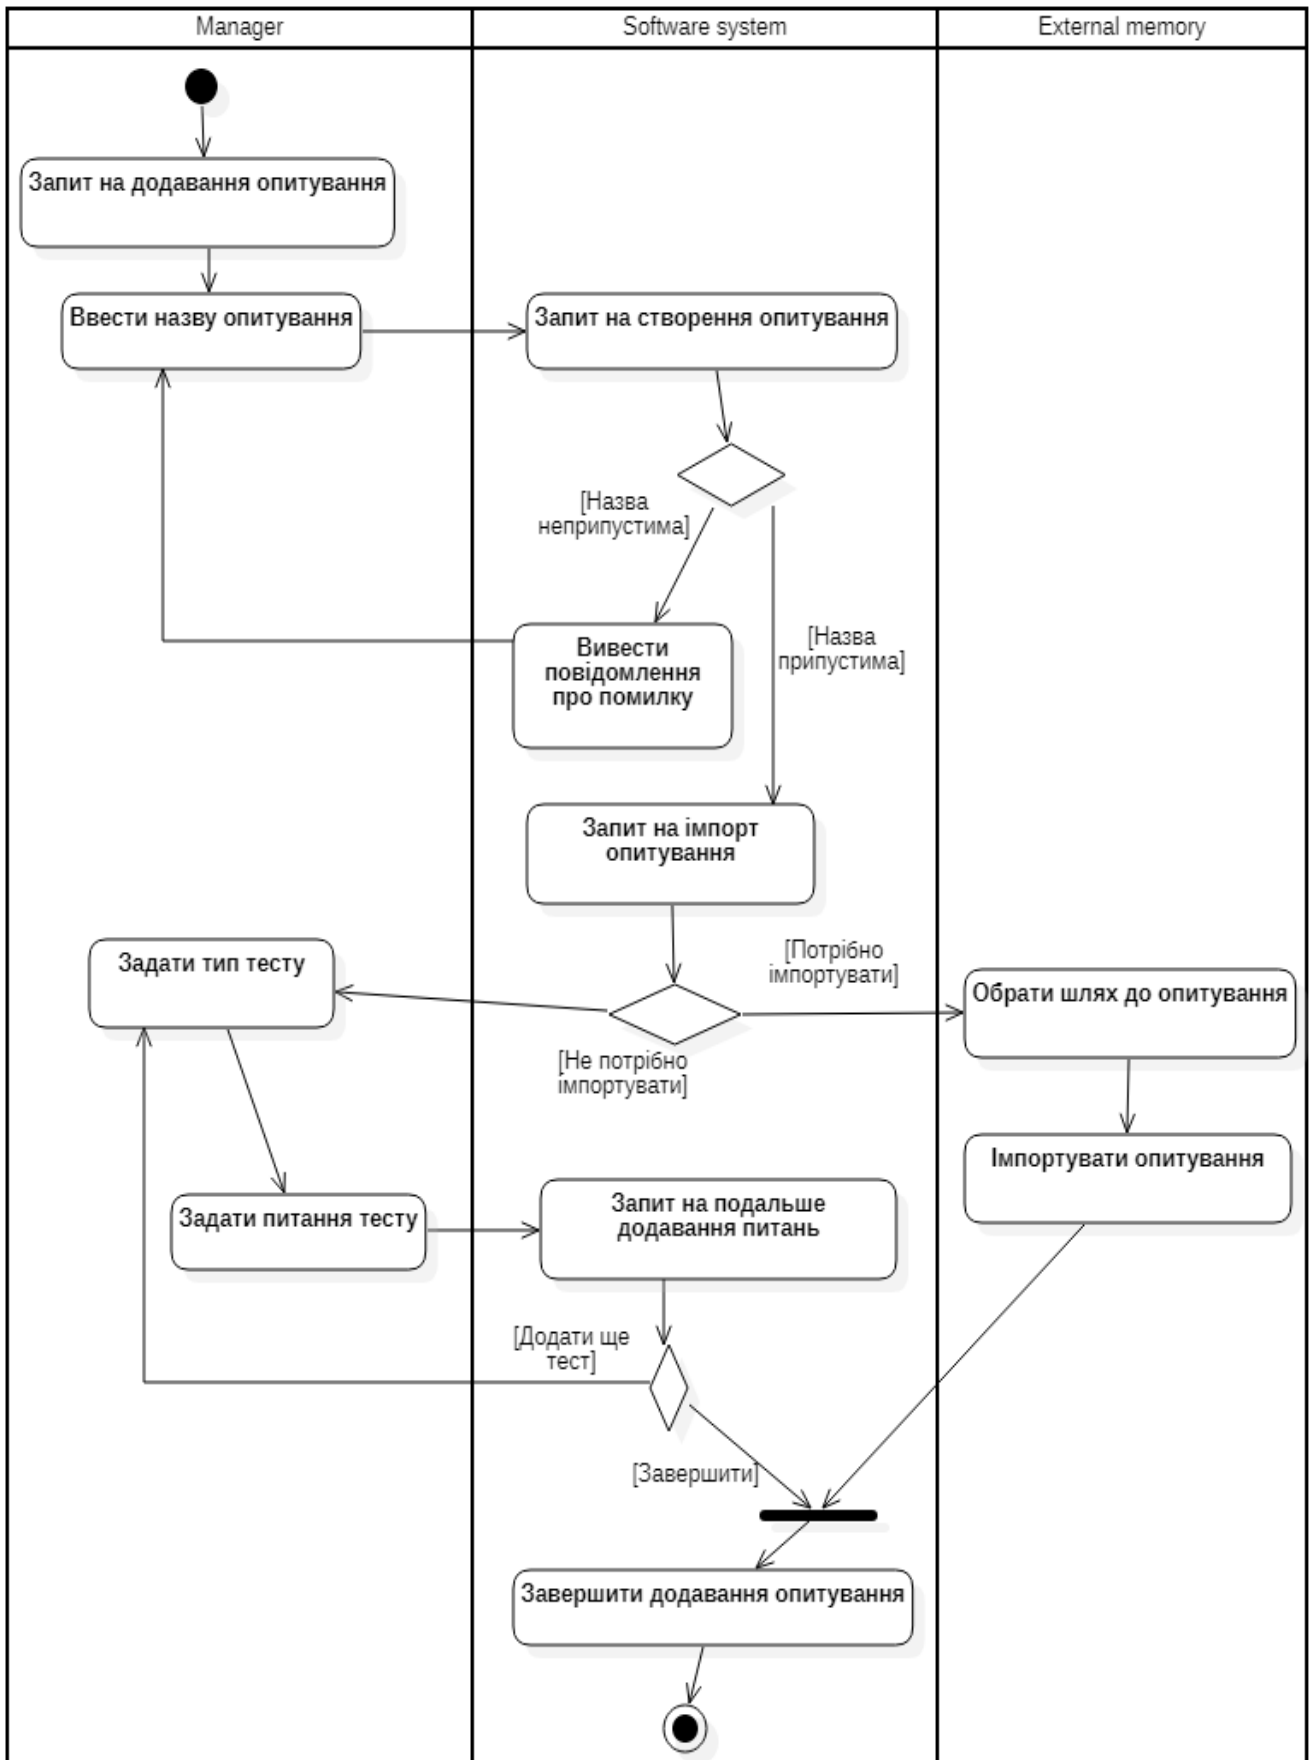 Manager
Software system
External memory
Запит на додавання опитування
Ввести назву опитування
Запит на створення опитування
[Назва
неприпустима]
Вивести
повідомлення
про помилку
[Назва
припустима]
Запит на імпорт
опитування
Задати тип тесту
[Потрібно
імпортувати]
Обрати шлях до опитування
[Не потрібно
імпортувати]
Імпортувати опитування
Задати питання тесту
Запит на подальше
додавання питань
[Додати ще
тест]
[Завершити]
Завершити додавання опитування